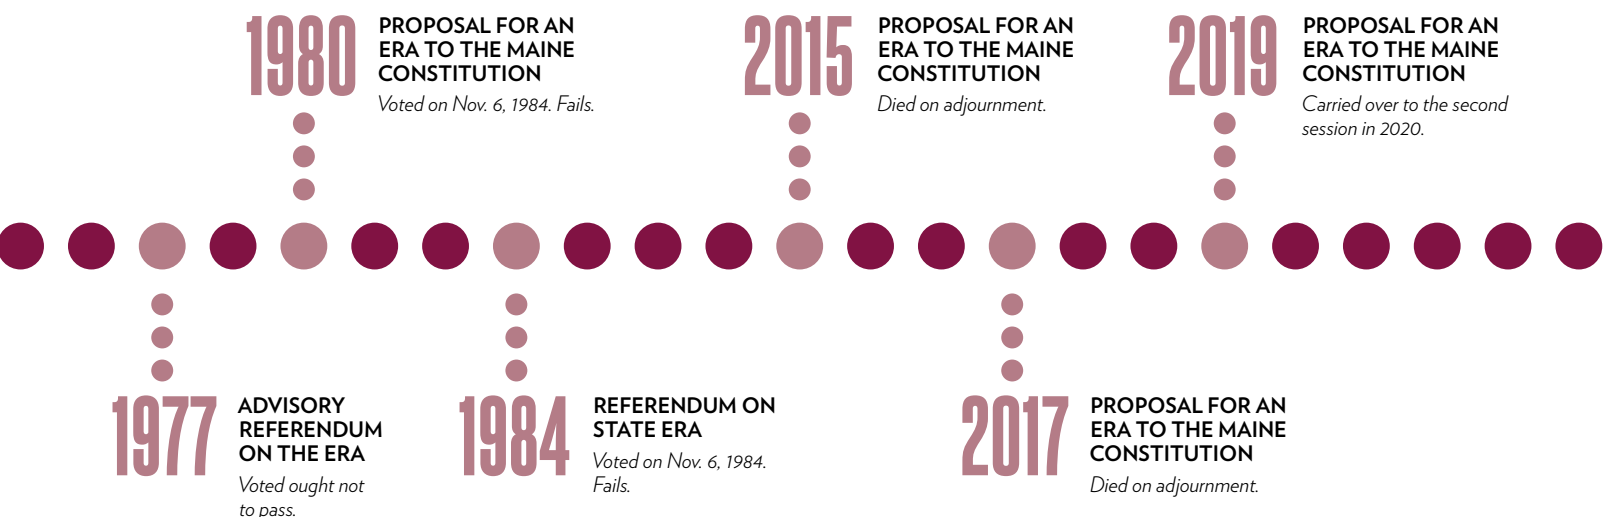 1980
PROPOSAL FOR AN
ERA TO THE MAINE
CONSTITUTION
Voted on Nov. 6, 1984. Fails.
2015
PROPOSAL FOR AN
ERA TO THE MAINE
CONSTITUTION
Died on adjournment.
2019
PROPOSAL FOR AN
ERA TO THE MAINE
CONSTITUTION
Carried over to the second
session in 2020.
1977
ADVISORY
REFERENDUM
ON THE ERA
Voted ought not
to pass.
1984
REFERENDUM ON
STATE ERA
Voted on Nov. 6, 1984.
Fails.
2017
PROPOSAL FOR AN
ERA TO THE MAINE
CONSTITUTION
Died on adjournment.